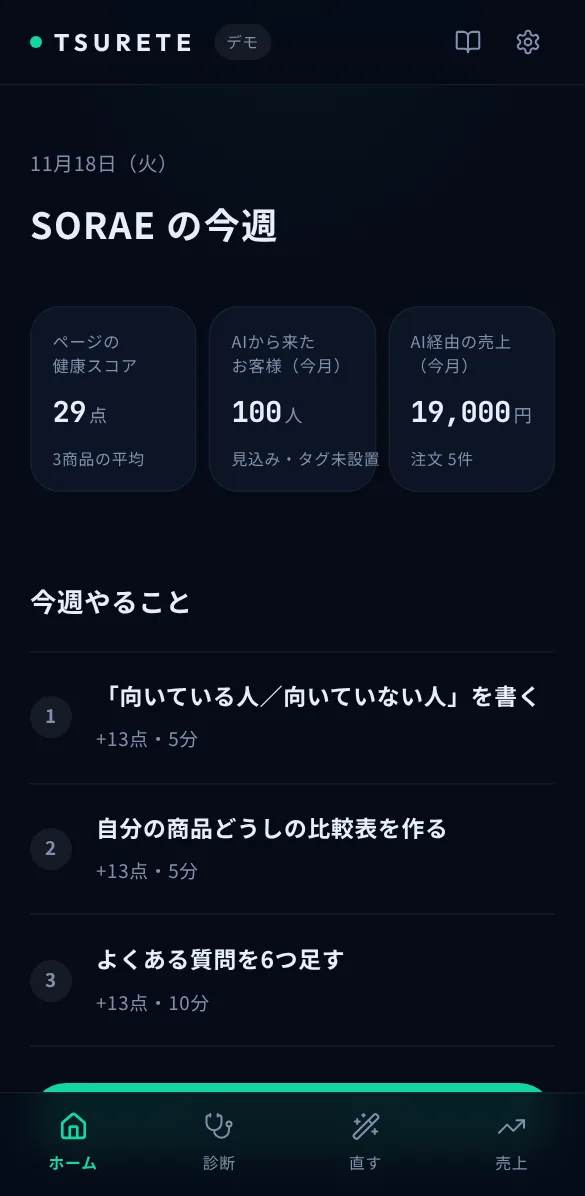 TSURETE デモ
11月18日（火）
SORAE の今週
ページの
健康スコア
29点
3商品の平均
AIから来た
お客様（今月）
100人
見込み・タグ未設置
AI経由の売上
（今月）
19,000円
注文 5件
今週やること
1
「向いている人／向いていない人」を書く
+13点・5分
2
自分の商品どうしの比較表を作る
+13点・5分
3
よくある質問を6つ足す
+13点・10分
ホーム 診断 直す 売上